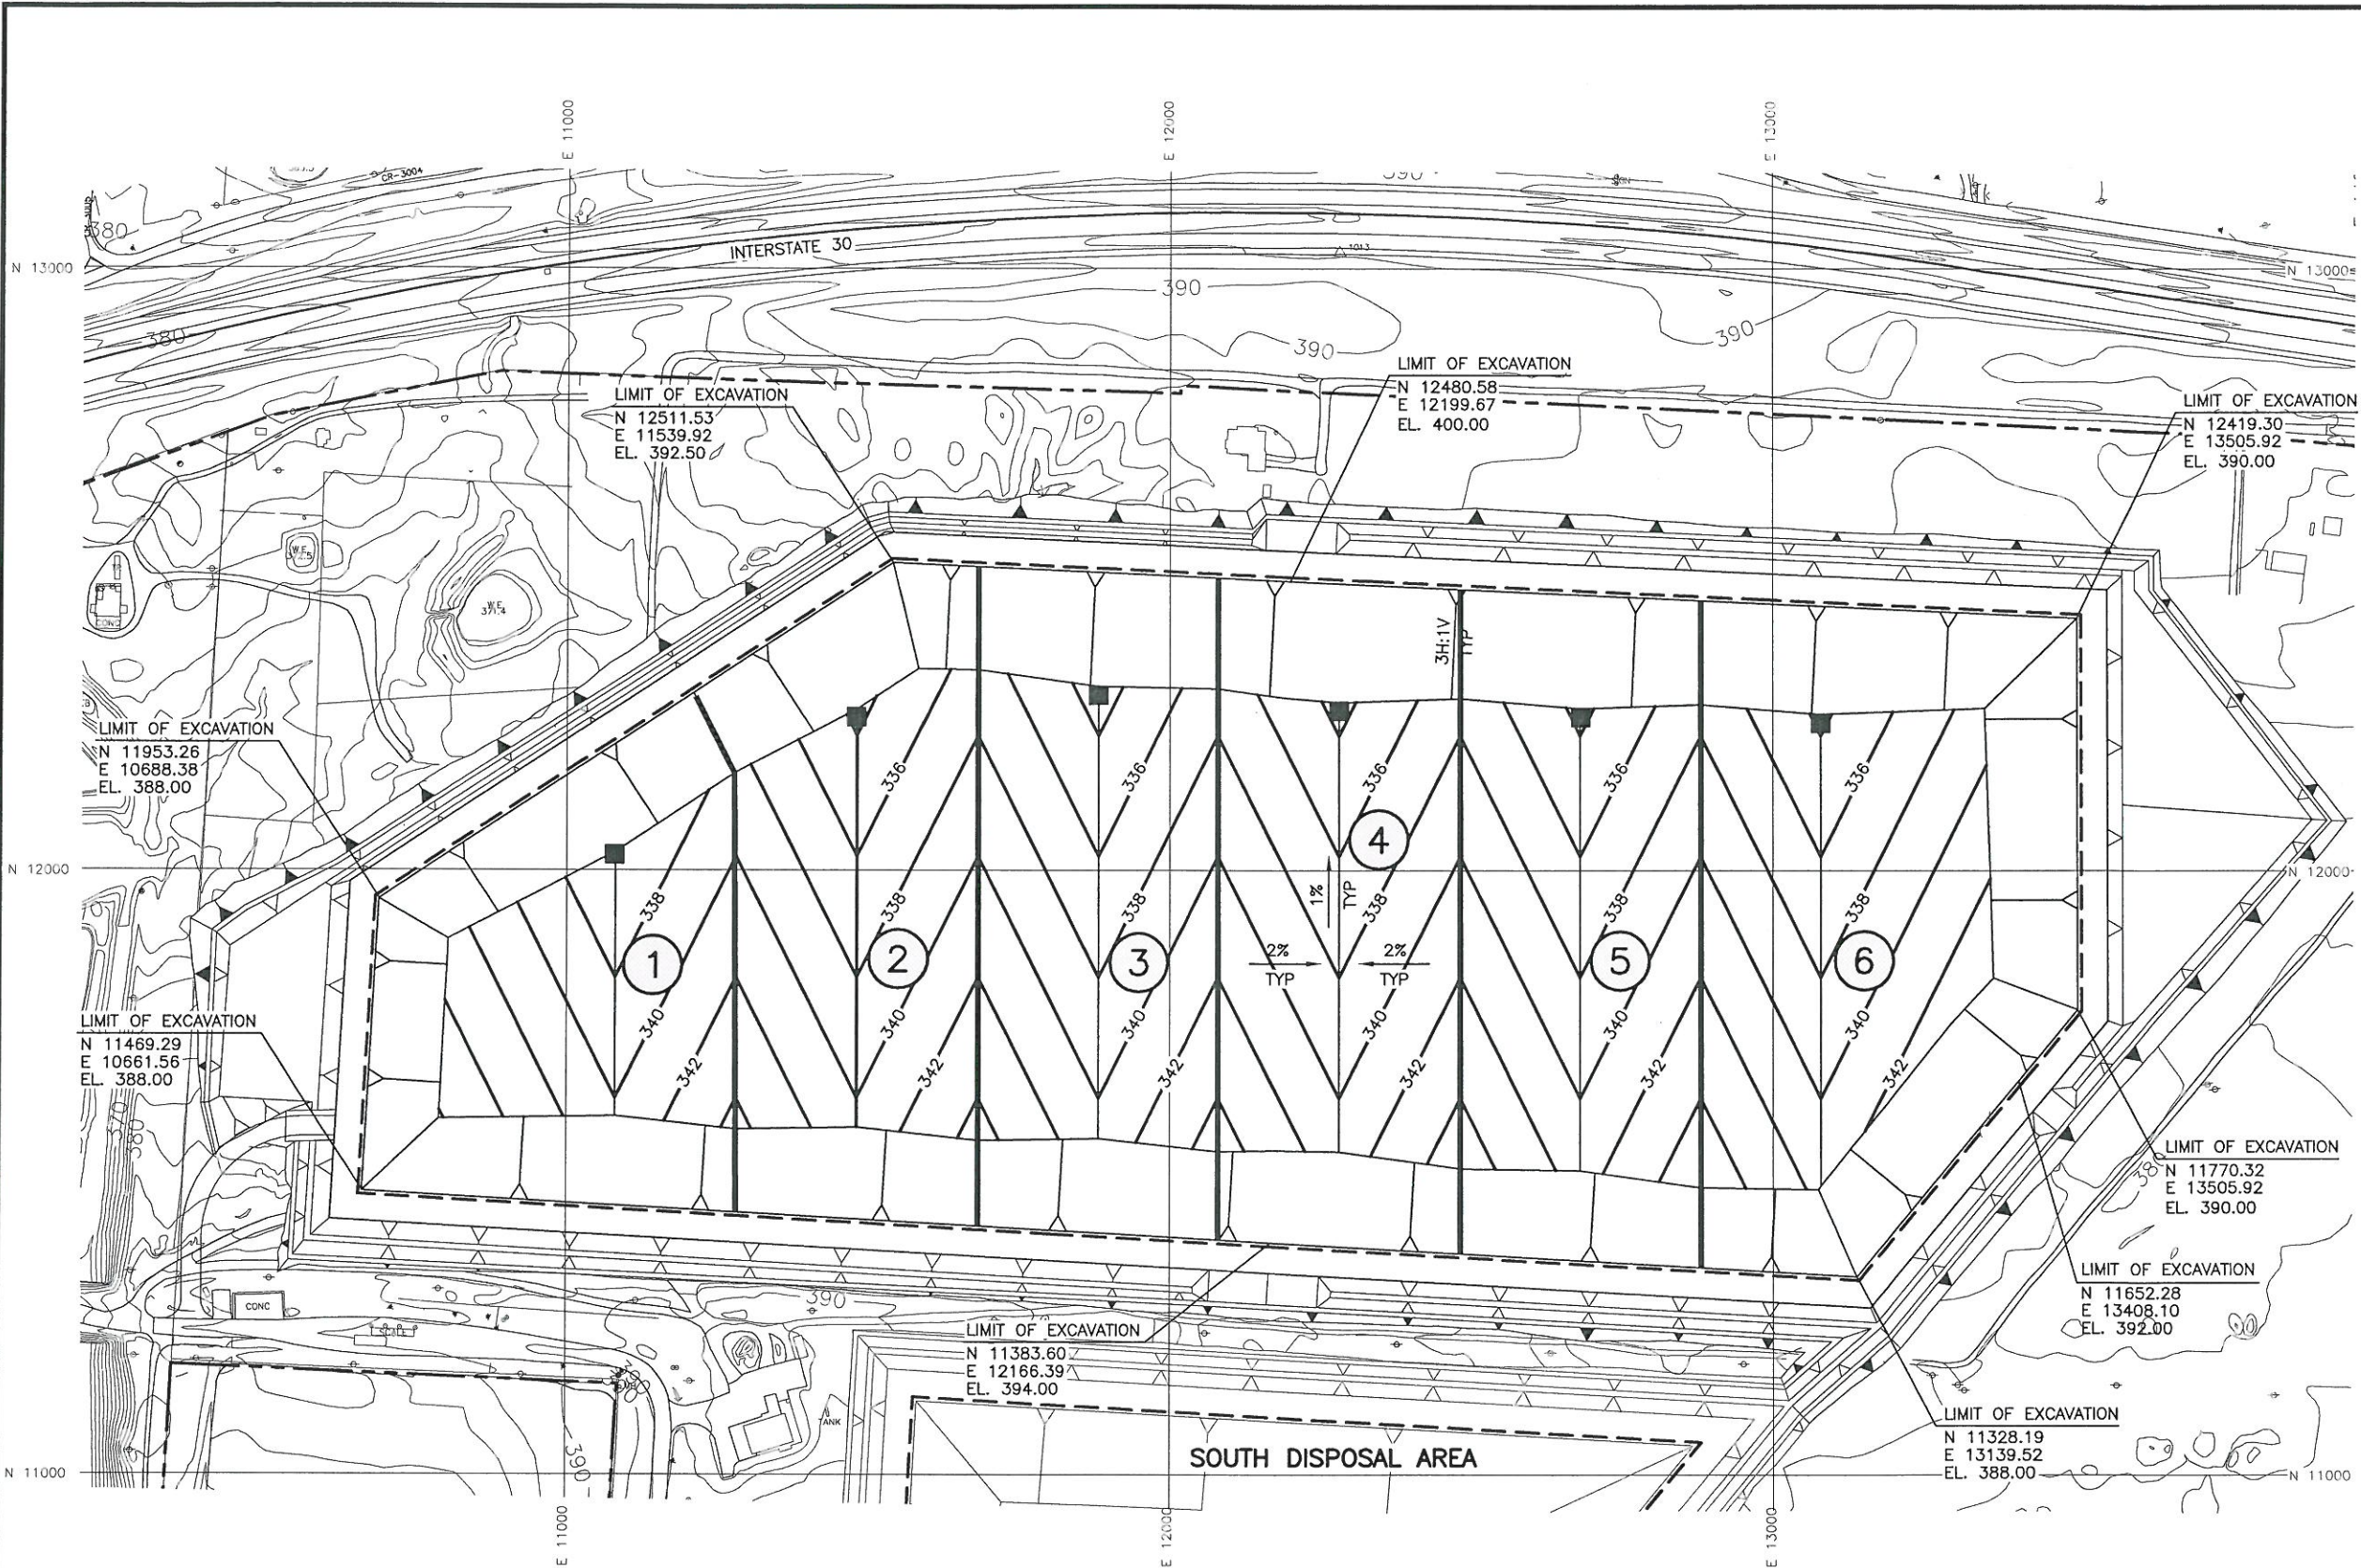 E 11000
E 12000
E 13000
CR-3004
390
380
INTERSTATE 30
1013
N 13000
N 13000
390
380
390
390
LIMIT OF EXCAVATION
N 12480.58
E 12199.67
EL. 400.00
LIMIT OF EXCAVATION
N 12511.53
E 11539.92
EL. 392.50
LIMIT OF EXCAVATION
N 12419.30
E 13505.92
EL. 390.00
W.E.
371.4
CONC
3H:1V
TYP
LIMIT OF EXCAVATION
N 11953.26
E 10688.38
EL. 388.00
336
336
336
336
336
4
N 12000
N 12000
338
338
338
1%
TYP
338
338
338
1
2
3
2%
TYP
2%
TYP
5
6
LIMIT OF EXCAVATION
N 11469.29
E 10661.56
EL. 388.00
340
340
340
340
340
340
342
342
342
342
342
342
370
380
LIMIT OF EXCAVATION
N 11770.32
E 13505.92
EL. 390.00
LIMIT OF EXCAVATION
N 11652.28
E 13408.10
EL. 392.00
CONC
390
LIMIT OF EXCAVATION
N 11383.60
E 12166.39
EL. 394.00
TANK
LIMIT OF EXCAVATION
N 11328.19
E 13139.52
EL. 388.00
SOUTH DISPOSAL AREA
390
N 11000
N 11000
E 11000
E 12000
E 13000